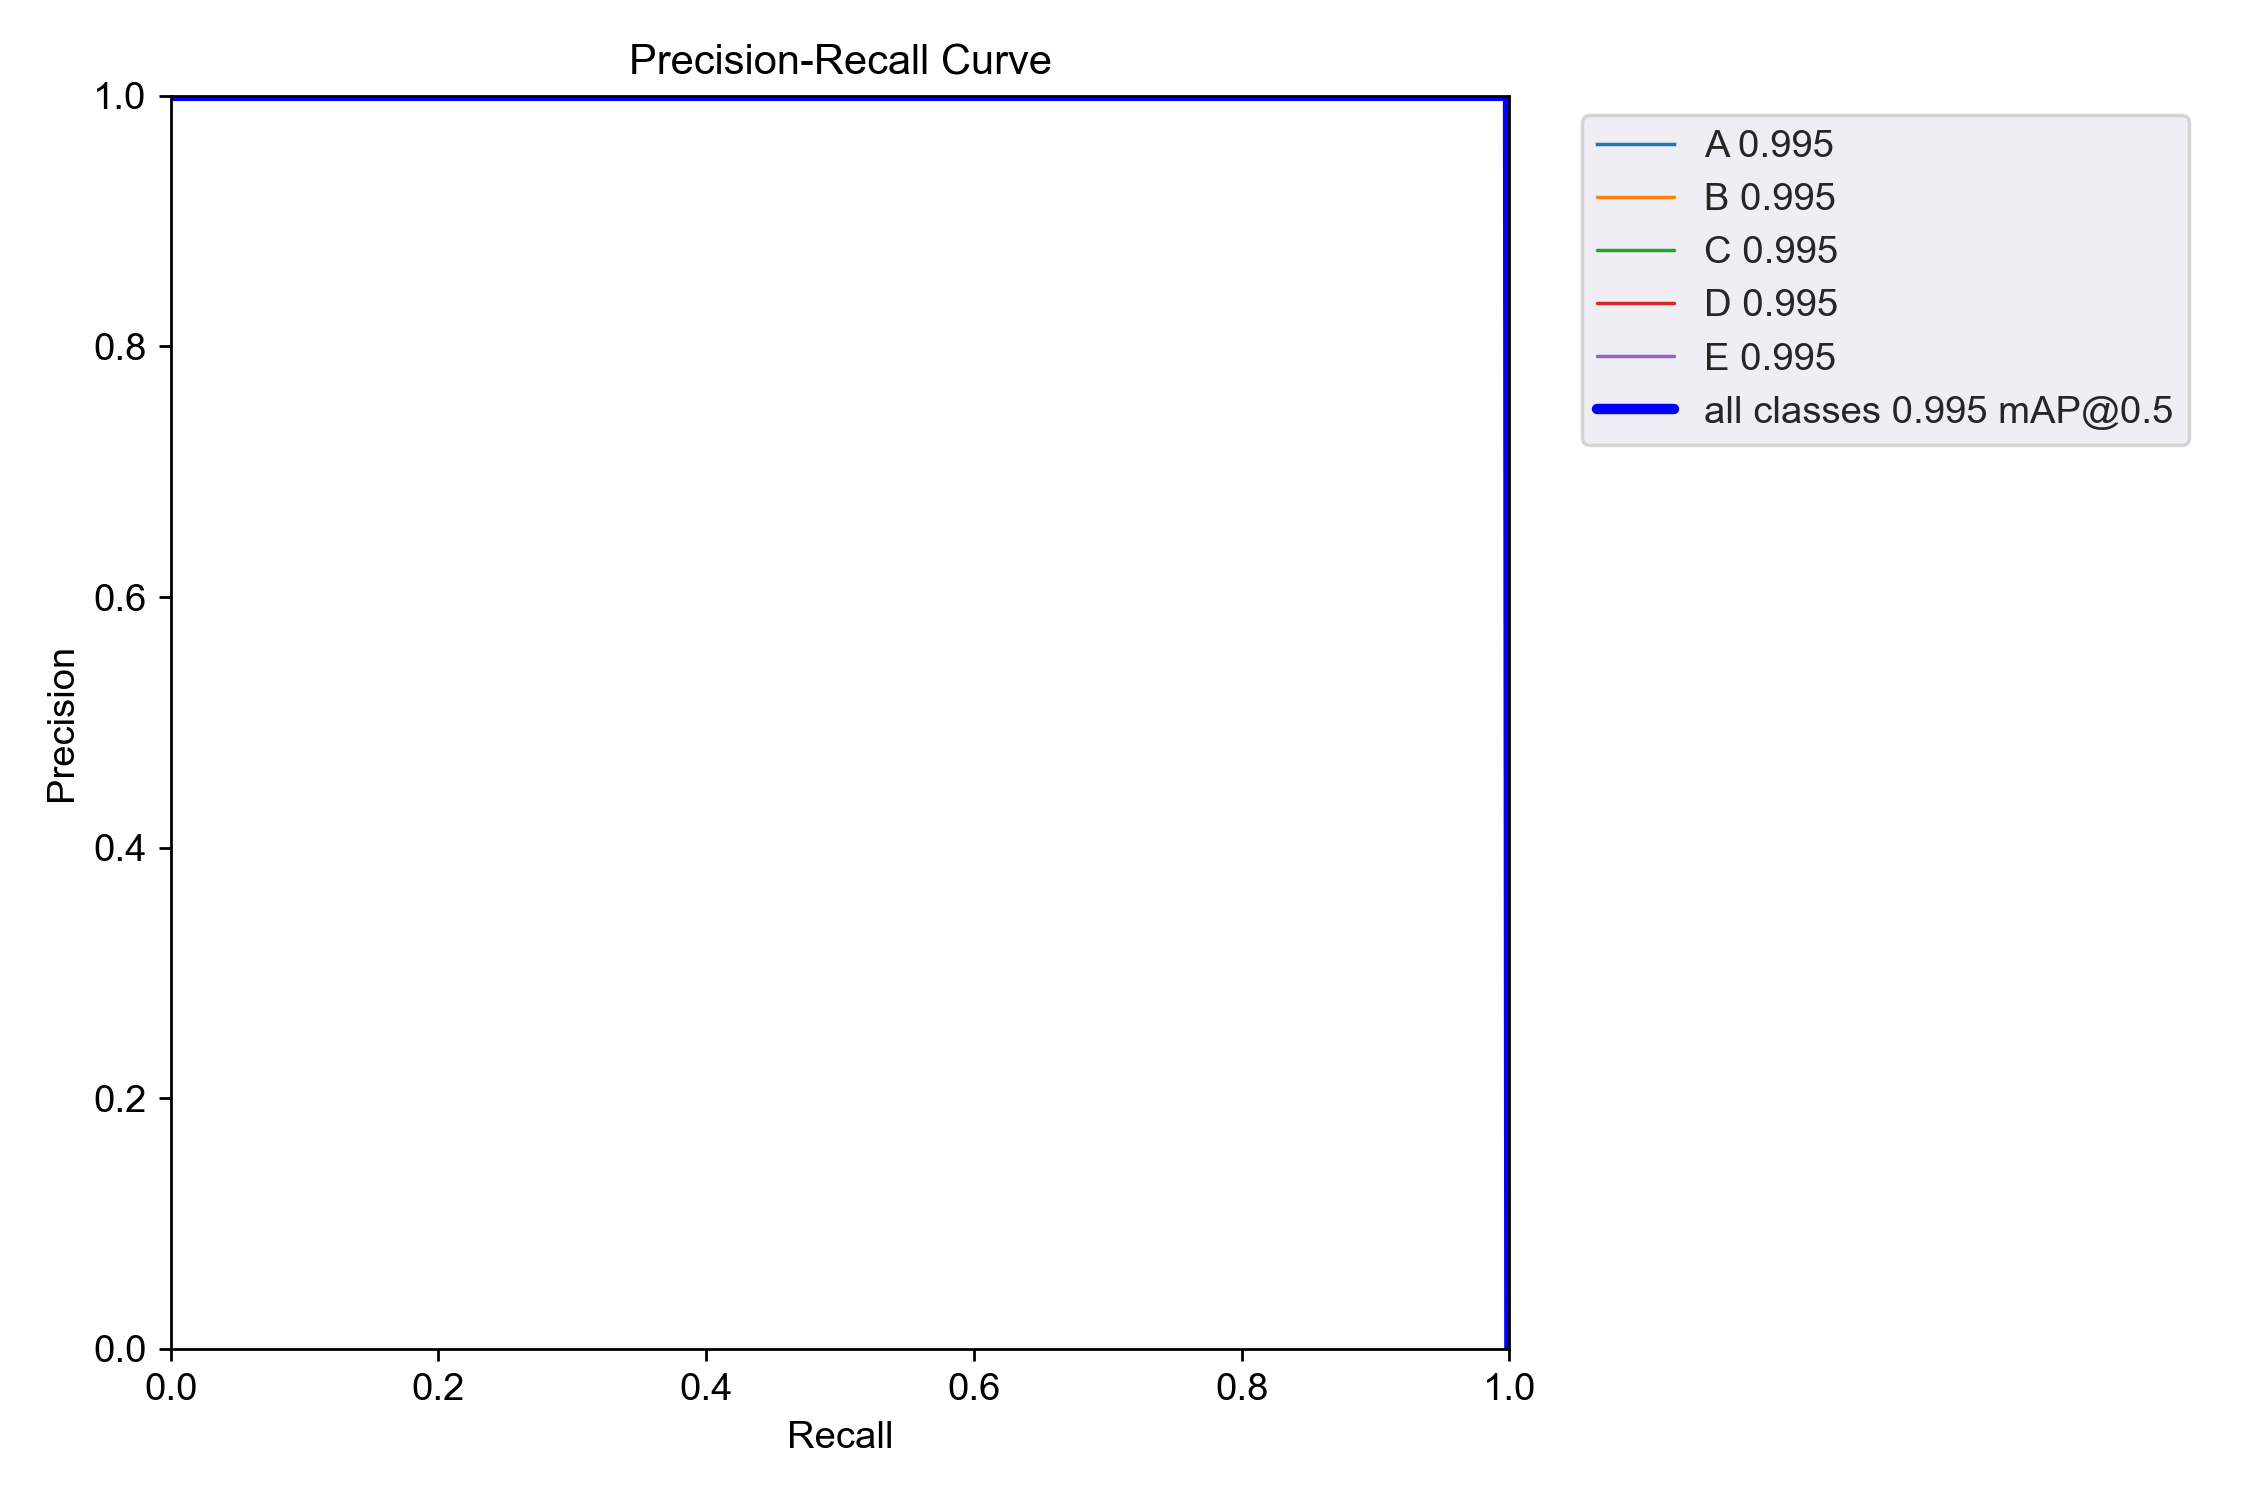 Precision-Recall Curve
1.0
0.8
0.6
0.4
0.2
0.0
Precision
0.0 0.2 0.4 0.6 0.8 1.0
Recall
A 0.995
B 0.995
C 0.995
D 0.995
E 0.995
all classes 0.995 mAP@0.5